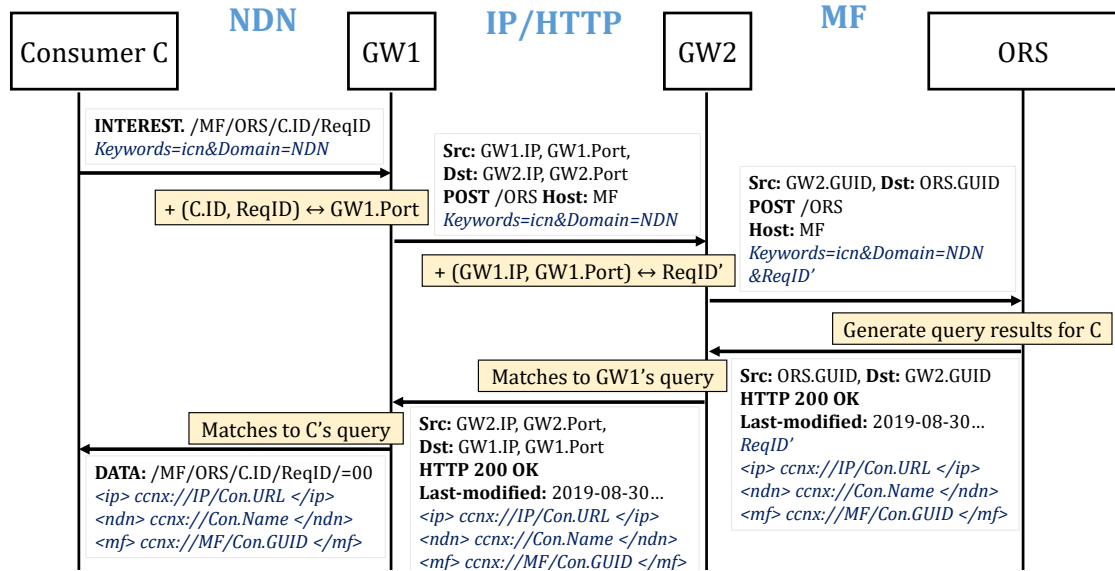 NDN
IP/HTTP
MF
Consumer C
GW1
GW2
ORS
INTEREST. /MF/ORS/C.ID/ReqID
Keywords=icn&Domain=NDN
+ (C.ID, ReqID) ↔ GW1.Port
Src: GW1.IP, GW1.Port,
Dst: GW2.IP, GW2.Port
POST /ORS Host: MF
Keywords=icn&Domain=NDN
+ (GW1.IP, GW1.Port) ↔ ReqID’
Src: GW2.GUID, Dst: ORS.GUID
POST /ORS
Host: MF
Keywords=icn&Domain=NDN
&ReqID’
Generate query results for C
Src: ORS.GUID, Dst: GW2.GUID
HTTP 200 OK
Last-modified: 2019-08-30…
ReqID’
<ip> ccnx://IP/Con.URL </ip>
<ndn> ccnx://Con.Name </ndn>
<mf> ccnx://MF/Con.GUID </mf>
Matches to GW1’s query
Src: GW2.IP, GW2.Port,
Dst: GW1.IP, GW1.Port
HTTP 200 OK
Last-modified: 2019-08-30…
<ip> ccnx://IP/Con.URL </ip>
<ndn> ccnx://Con.Name </ndn>
<mf> ccnx://MF/Con.GUID </mf>
Matches to C’s query
DATA: /MF/ORS/C.ID/ReqID/=00
<ip> ccnx://IP/Con.URL </ip>
<ndn> ccnx://Con.Name </ndn>
<mf> ccnx://MF/Con.GUID </mf>